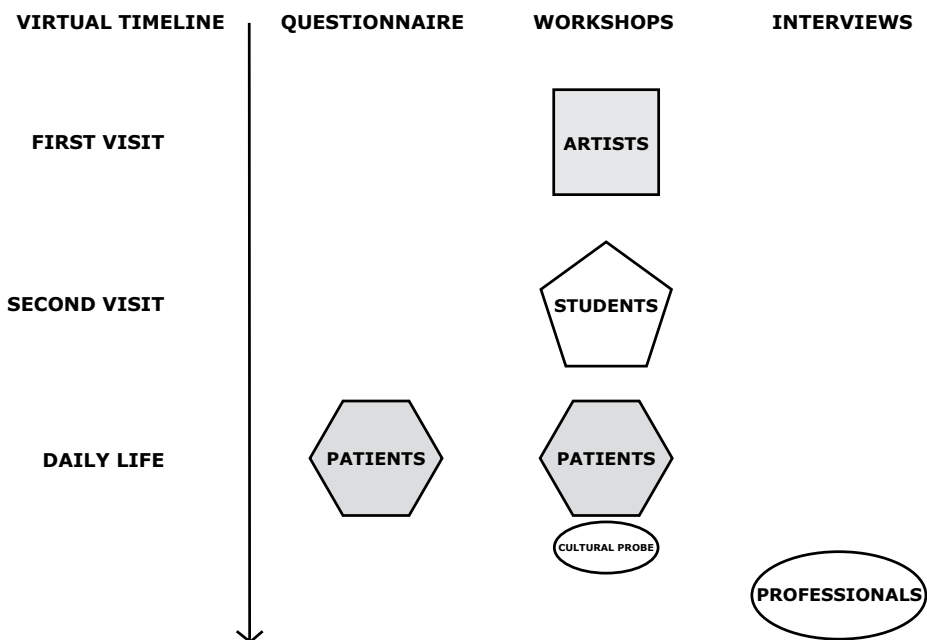 VIRTUAL TIMELINE QUESTIONNAIRE WORKSHOPS INTERVIEWS
FIRST VISIT ARTISTS
SECOND VISIT STUDENTS
DAILY LIFE PATIENTS PATIENTS
CULTURAL PROBE
PROFESSIONALS